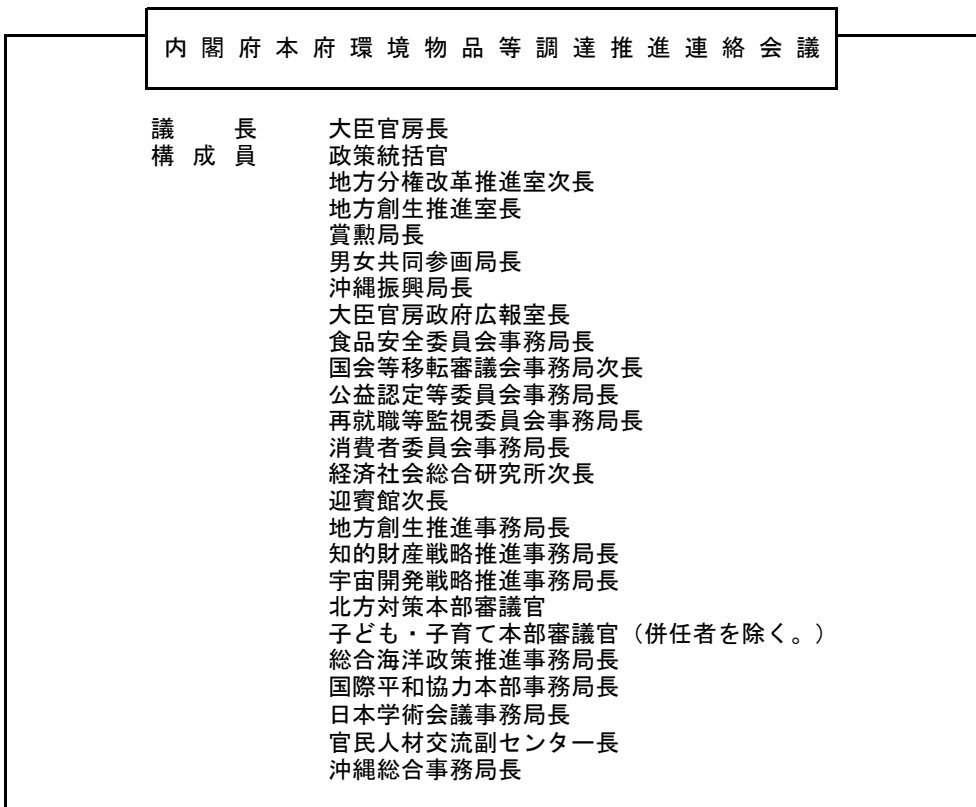 内閣府本府環境物品等調達推進連絡会議
議長 大臣官房長
構成員 政策統括官
地方分権改革推進室次長
地方創生推進室長
賞勲局長
男女共同参画局長
沖縄振興局長
大臣官房政府広報室長
食品安全委員会事務局長
国会等移転審議会事務局次長
公益認定等委員会事務局長
再就職等監視委員会事務局長
消費者委員会事務局長
経済社会総合研究所次長
迎賓館次長
地方創生推進事務局長
知的財産戦略推進事務局長
宇宙開発戦略推進事務局長
北方対策本部審議官
子ども・子育て本部審議官（併任者を除く。）
総合海洋政策推進事務局長
国際平和協力本部事務局長
日本学術会議事務局長
官民人材交流副センター長
沖縄総合事務局長